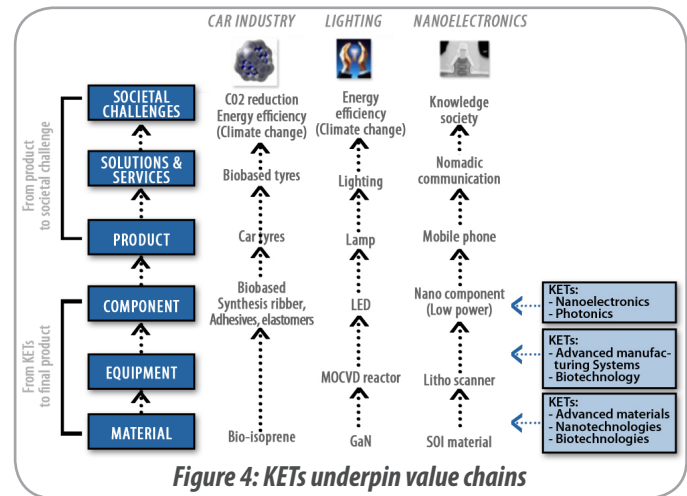 CAR INDUSTRY
LIGHTING
NANOELECTRONICS
From product
to societal challenge
SOCIETAL
CHALLENGES
CO2 reduction
Energy efficiency
(Climate change)
Energy
efficiency
(Climate change)
Knowledge
society
SOLUTIONS &
SERVICES
Biobased tyres
Lighting
Nomadic
communication
PRODUCT
Car tyres
Lamp
Mobile phone
From KETs
to final product
COMPONENT
Biobased
Synthesis ribber,
Adhesives, elastomers
LED
Nano component
(Low power)
KETs:
- Nanoelectronics
- Photonics
EQUIPMENT
MOCVD reactor
Litho scanner
KETs:
- Advanced manufac-
turing Systems
- Biotechnology
MATERIAL
Bio-isoprene
GaN
SOI material
KETs:
- Advanced materials
- Nanotechnologies
- Biotechnologies
Figure 4: KETs underpin value chains